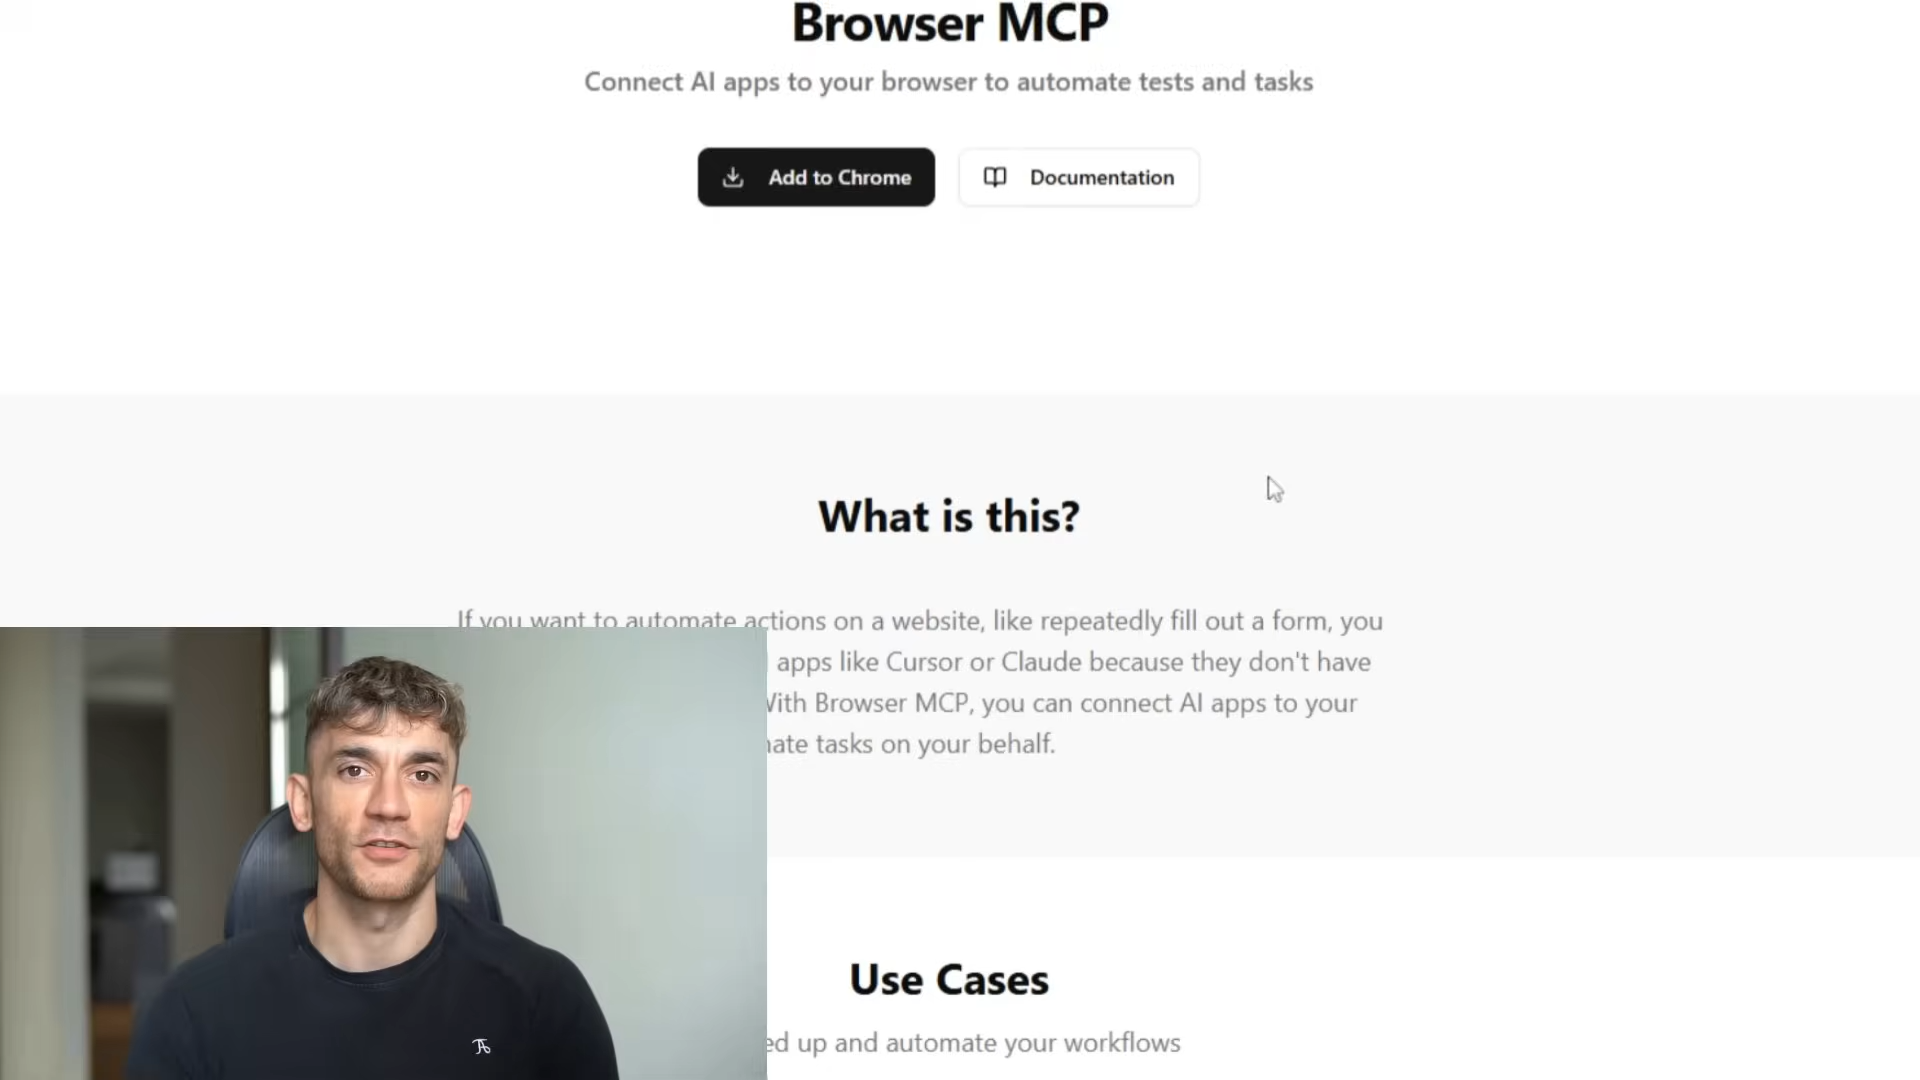 Browser MCP
Connect AI apps to your browser to automate tests and tasks
Add to Chrome
Documentation
What is this?
If you want to automate actions on a website, like repeatedly fill out a form, you
apps like Cursor or Claude because they don't have
With Browser MCP, you can connect AI apps to your
tasks on your behalf.
Use Cases
up and automate your workflows